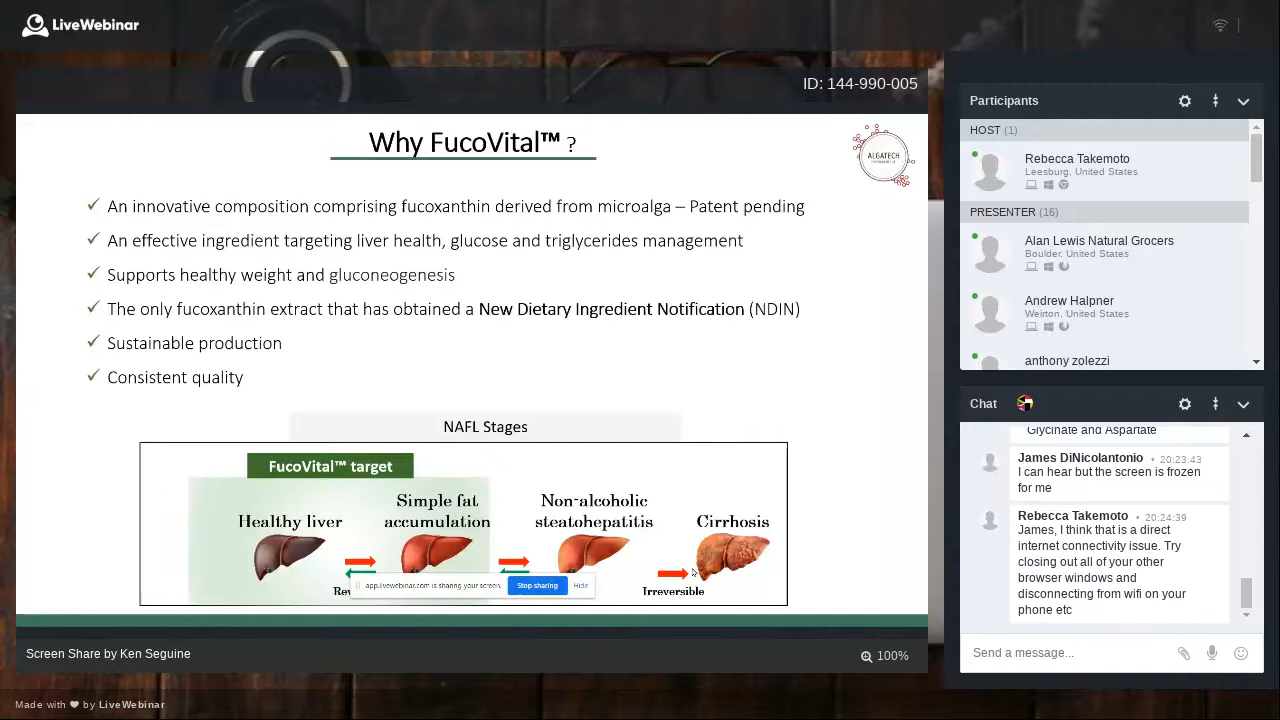 LiveWebinar
ID: 144-990-005
Why FucoVital™ ?
ALGATECH
✓ An innovative composition comprising fucoxanthin derived from microalga – Patent pending
✓ An effective ingredient targeting liver health, glucose and triglycerides management
✓ Supports healthy weight and gluconeogenesis
✓ The only fucoxanthin extract that has obtained a New Dietary Ingredient Notification (NDIN)
✓ Sustainable production
✓ Consistent quality
NAFL Stages
FucoVital™ target
Healthy liver
Simple fat
accumulation
Non-alcoholic
steatohepatitis
Cirrhosis
app.livewebinar.com is sharing your screen.
Stop sharing
Hide
Irreversible
Screen Share by Ken Seguine
100%
Made with ❤ by LiveWebinar
Participants
HOST (1)
Rebecca Takemoto
Leesburg, United States
PRESENTER (16)
Alan Lewis Natural Grocers
Boulder, United States
Andrew Halpner
Weirton, United States
anthony zolezzi
Chat
Glycinate and Aspartate
James DiNicolantonio • 20:23:43
I can hear but the screen is frozen
for me
Rebecca Takemoto • 20:24:39
James, I think that is a direct
internet connectivity issue. Try
closing out all of your other
browser windows and
disconnecting from wifi on your
phone etc
Send a message...